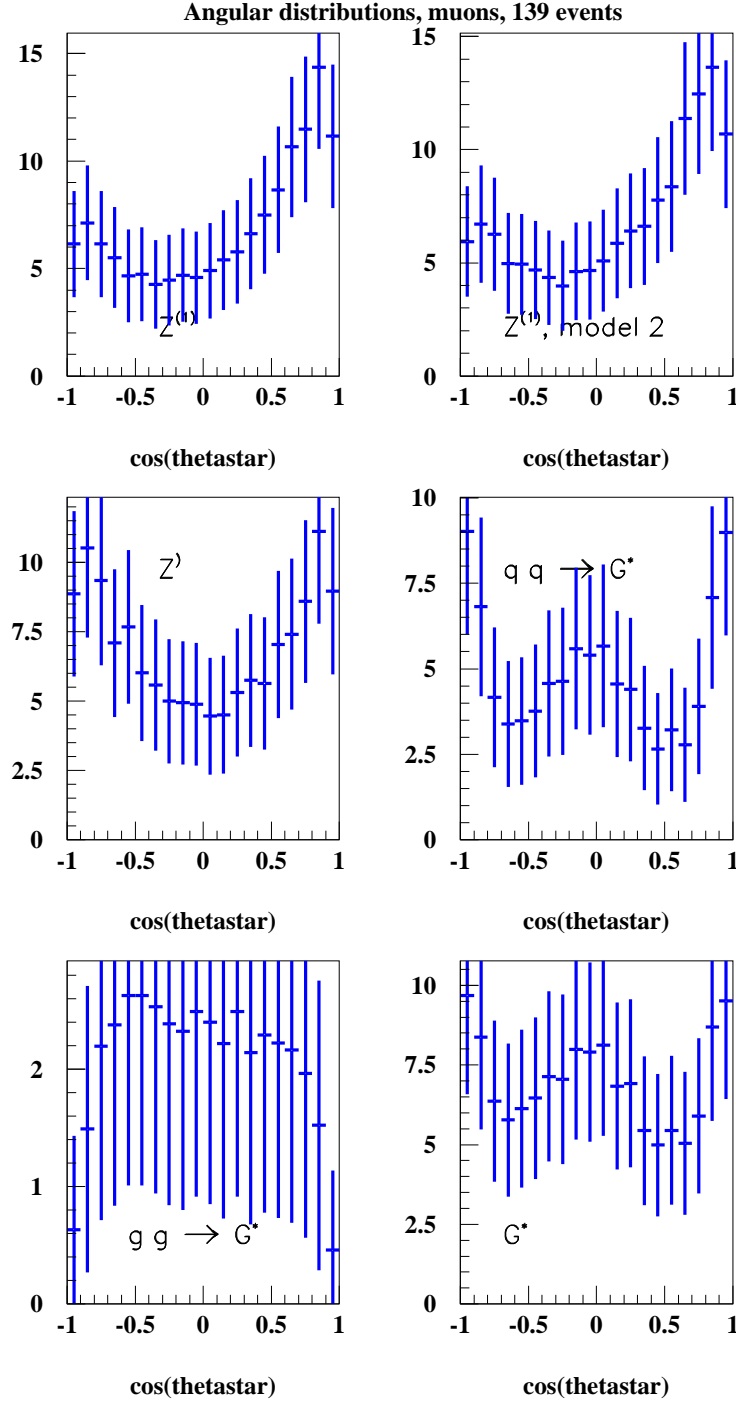 Angular distributions, muons, 139 events
15
10
5
0
-1 -0.5 0 0.5 1
Z(1)
cos(thetastar)
15
10
5
0
-1 -0.5 0 0.5 1
Z(1), model 2
cos(thetastar)
10
7.5
5
2.5
0
-1 -0.5 0 0.5 1
Z)
cos(thetastar)
10
7.5
5
2.5
0
-1 -0.5 0 0.5 1
q q → G*
cos(thetastar)
2
1
0
-1 -0.5 0 0.5 1
g g → G*
cos(thetastar)
10
7.5
5
2.5
0
-1 -0.5 0 0.5 1
G*
cos(thetastar)